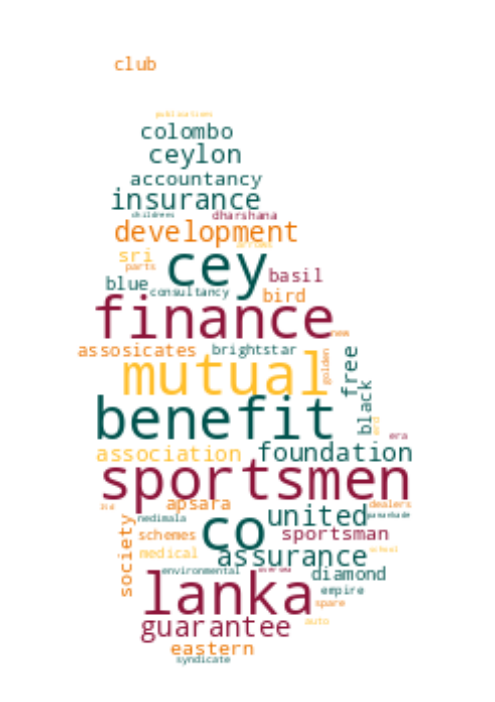 club
publications
colombo
ceylon
accountancy
insurance
childrens dharshana
development
arrows
sri
cey
parts
basil
blue
consultancy
bird
finance
new
assosicates
brightstar
mutual
golden
free
black
benefit
era
association
foundation
sportsmen
apsara
dealers
co
united
nedimala
schemes
sportsman
society
medical
assurance
school
environmental
diamond
lanka
empire
spare
guarantee
auto
eastern
syndicate